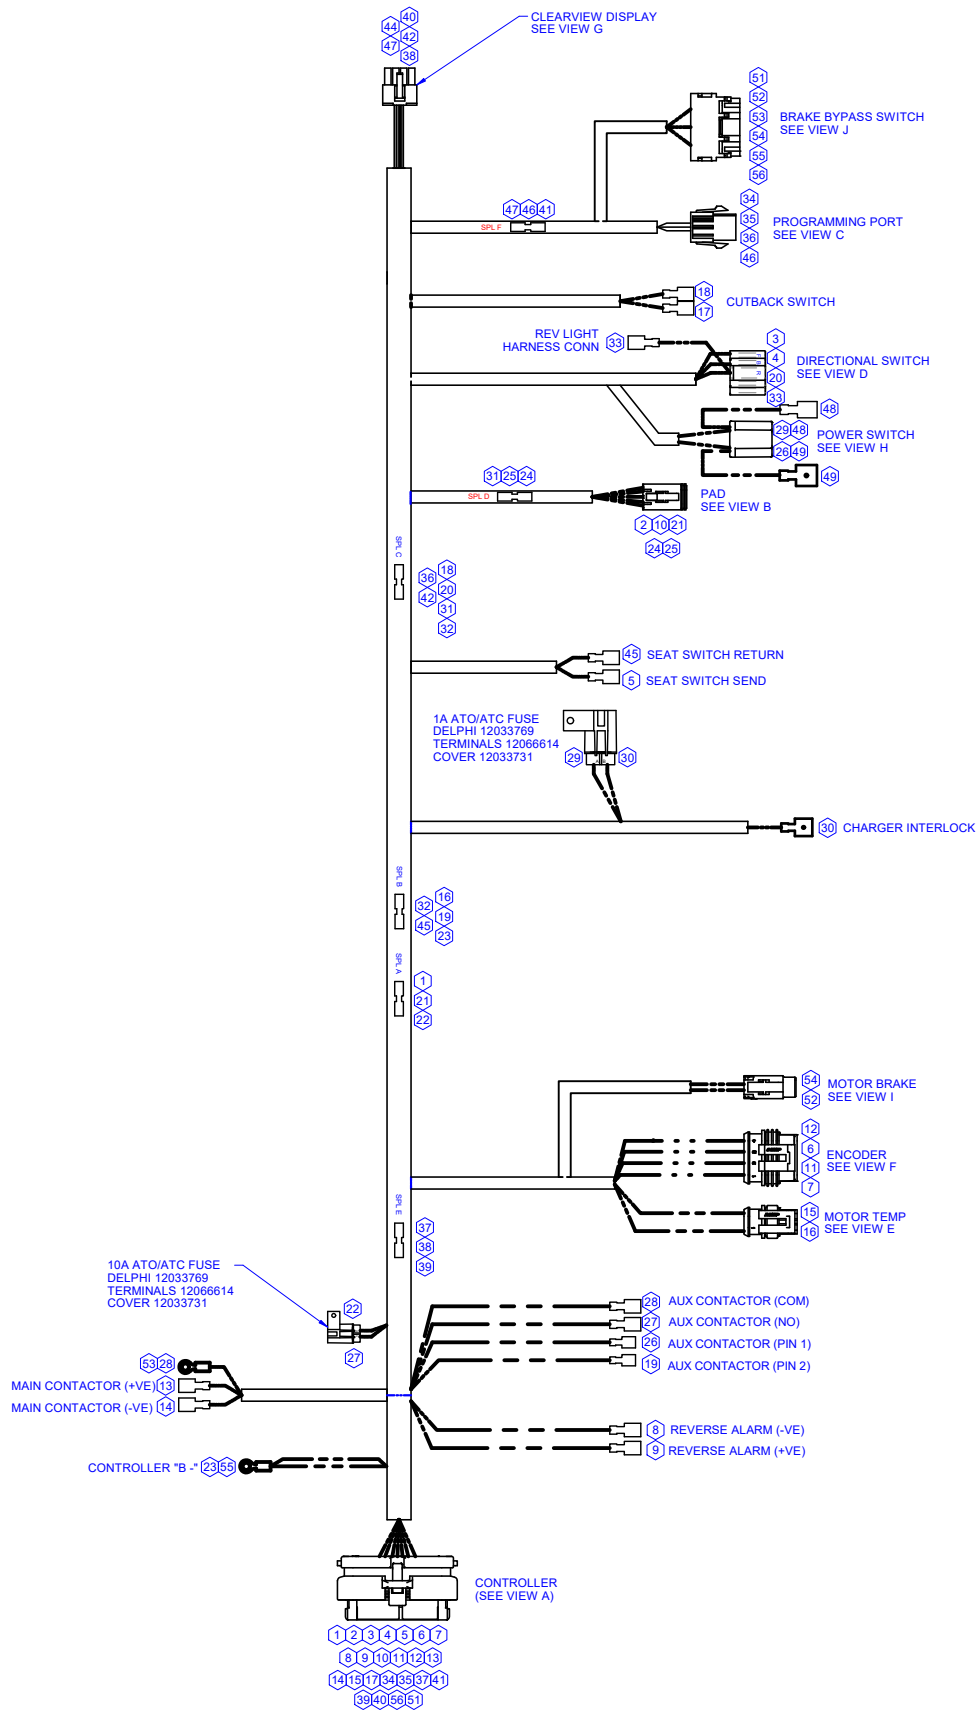 40
44
42
47
38
CLEARVIEW DISPLAY
SEE VIEW G
51
52
53
54
55
56
BRAKE BYPASS SWITCH
SEE VIEW J
47 46 41
SPL F
34
35
36
46
PROGRAMMING PORT
SEE VIEW C
18
17
CUTBACK SWITCH
REV LIGHT
HARNESS CONN
33
3
4
20
33
DIRECTIONAL SWITCH
SEE VIEW D
48
29 48
26 49
POWER SWITCH
SEE VIEW H
49
31 25 24
SPL D
PAD
SEE VIEW B
2 10 21
24 25
SPL C
18
36
20
42
31
32
45 SEAT SWITCH RETURN
5 SEAT SWITCH SEND
1A ATO/ATC FUSE
DELPHI 12033769
TERMINALS 12066614
COVER 12033731
29
30
30 CHARGER INTERLOCK
SPL B
16
32
19
45
23
SPL A
1
21
22
54
52
MOTOR BRAKE
SEE VIEW I
12
6
11
7
ENCODER
SEE VIEW F
15
16
MOTOR TEMP
SEE VIEW E
SPL E
37
38
39
10A ATO/ATC FUSE
DELPHI 12033769
TERMINALS 12066614
COVER 12033731
22
27
28 AUX CONTACTOR (COM)
27 AUX CONTACTOR (NO)
26 AUX CONTACTOR (PIN 1)
19 AUX CONTACTOR (PIN 2)
53 28
MAIN CONTACTOR (+VE) 13
MAIN CONTACTOR (-VE) 14
8 REVERSE ALARM (-VE)
9 REVERSE ALARM (+VE)
CONTROLLER "B -" 23 55
CONTROLLER
(SEE VIEW A)
1 2 3 4 5 6 7
8 9 10 11 12 13
14 15 17 34 35 37 41
39 40 56 51